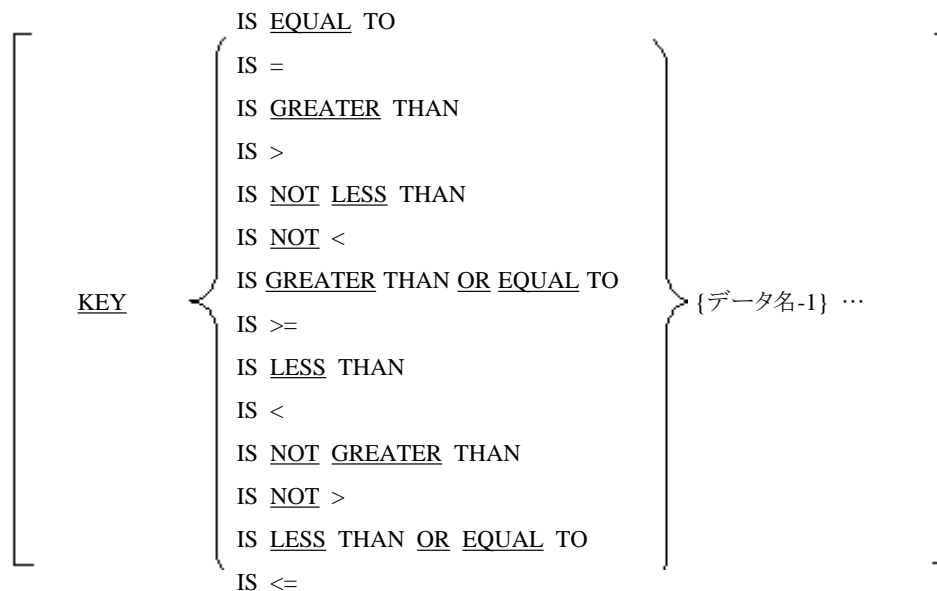 IS EQUAL TO
IS =
IS GREATER THAN
IS >
IS NOT LESS THAN
IS NOT <
KEY IS GREATER THAN OR EQUAL TO {データ名-1} …
IS >=
IS LESS THAN
IS <
IS NOT GREATER THAN
IS NOT >
IS LESS THAN OR EQUAL TO
IS <=